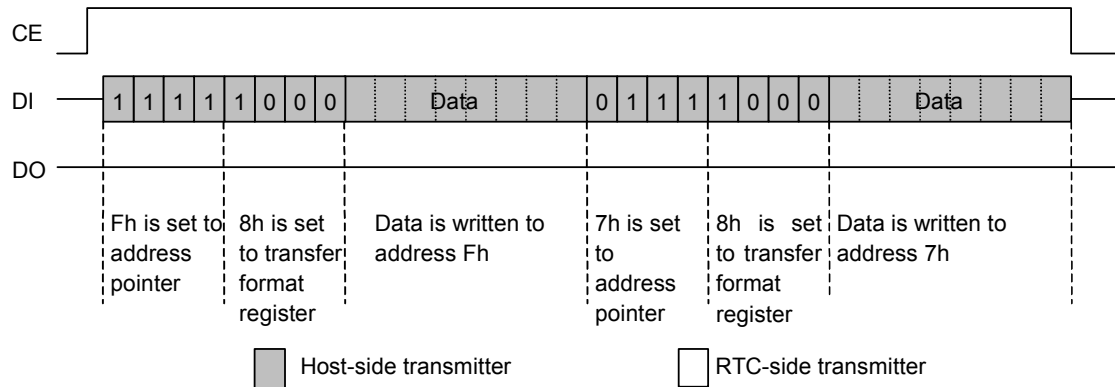 CE
DI
1 1 1 1 1 0 0 0 Data 0 1 1 1 1 0 0 0 Data
DO
Fh is set to
address
pointer
8h is set
to transfer
format
register
Data is written to
address Fh
7h is set
to
address
pointer
8h is set
to transfer
format
register
Data is written to
address 7h
Host-side transmitter
RTC-side transmitter